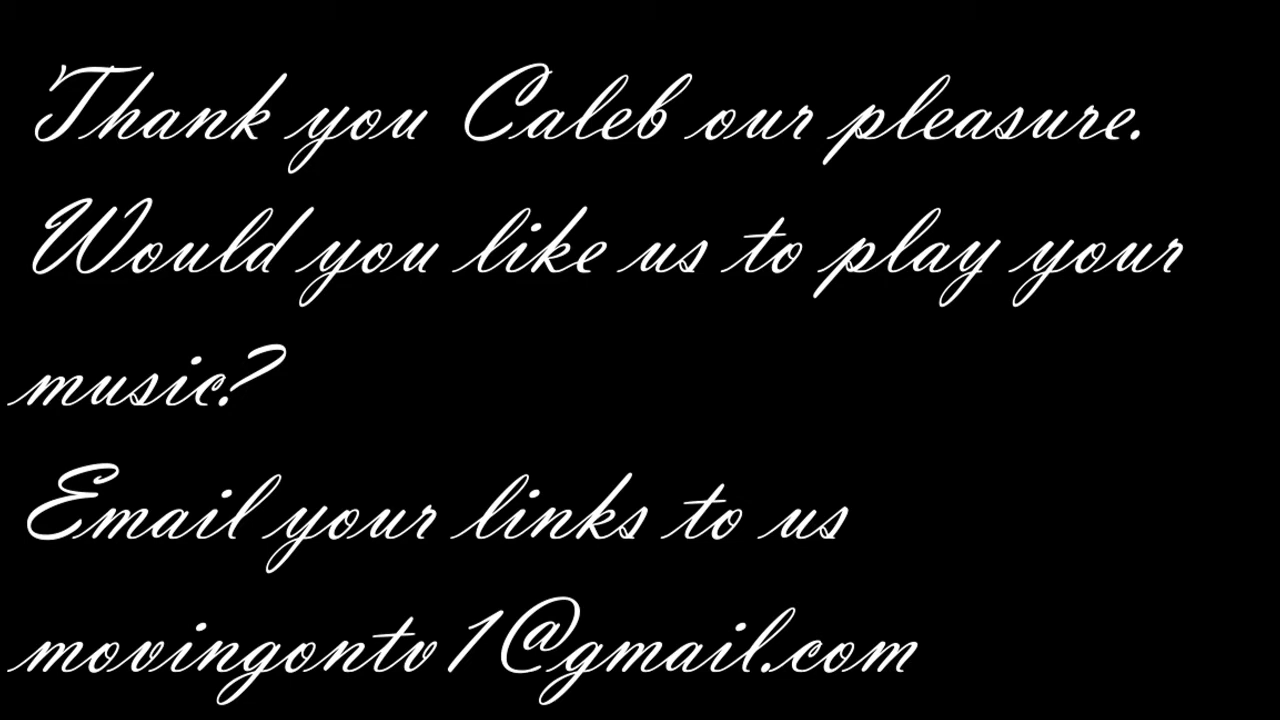 Thank you Caleb our pleasure.
Would you like us to play your
music?
Email your links to us
movingontv1@gmail.com